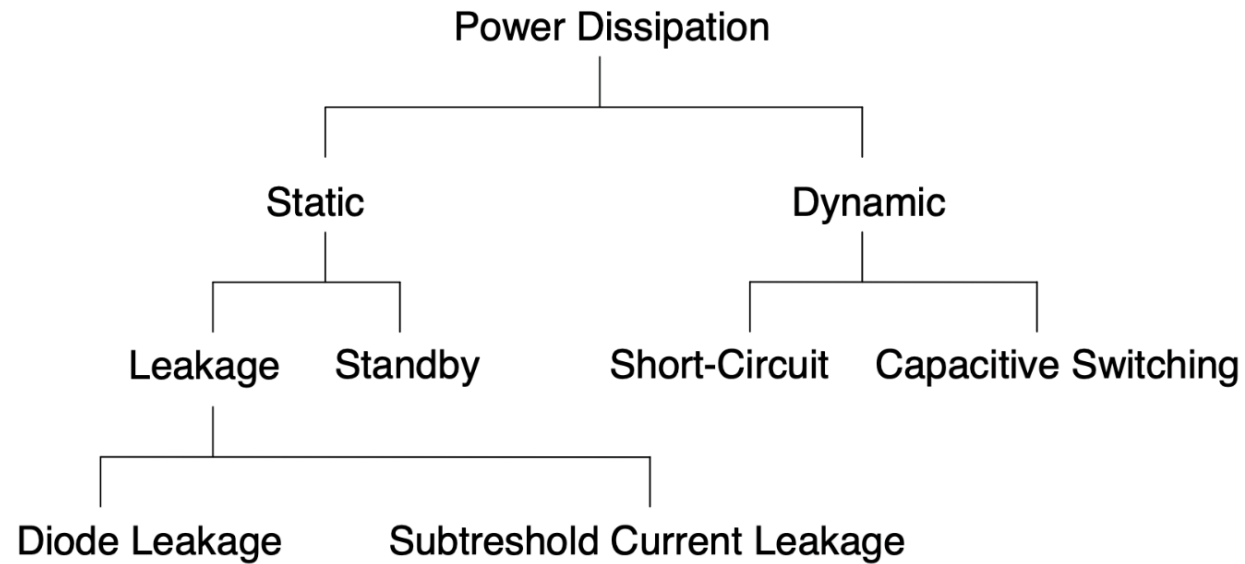 Power Dissipation
Static
Dynamic
Leakage
Standby
Short-Circuit
Capacitive Switching
Diode Leakage
Subtreshold Current Leakage